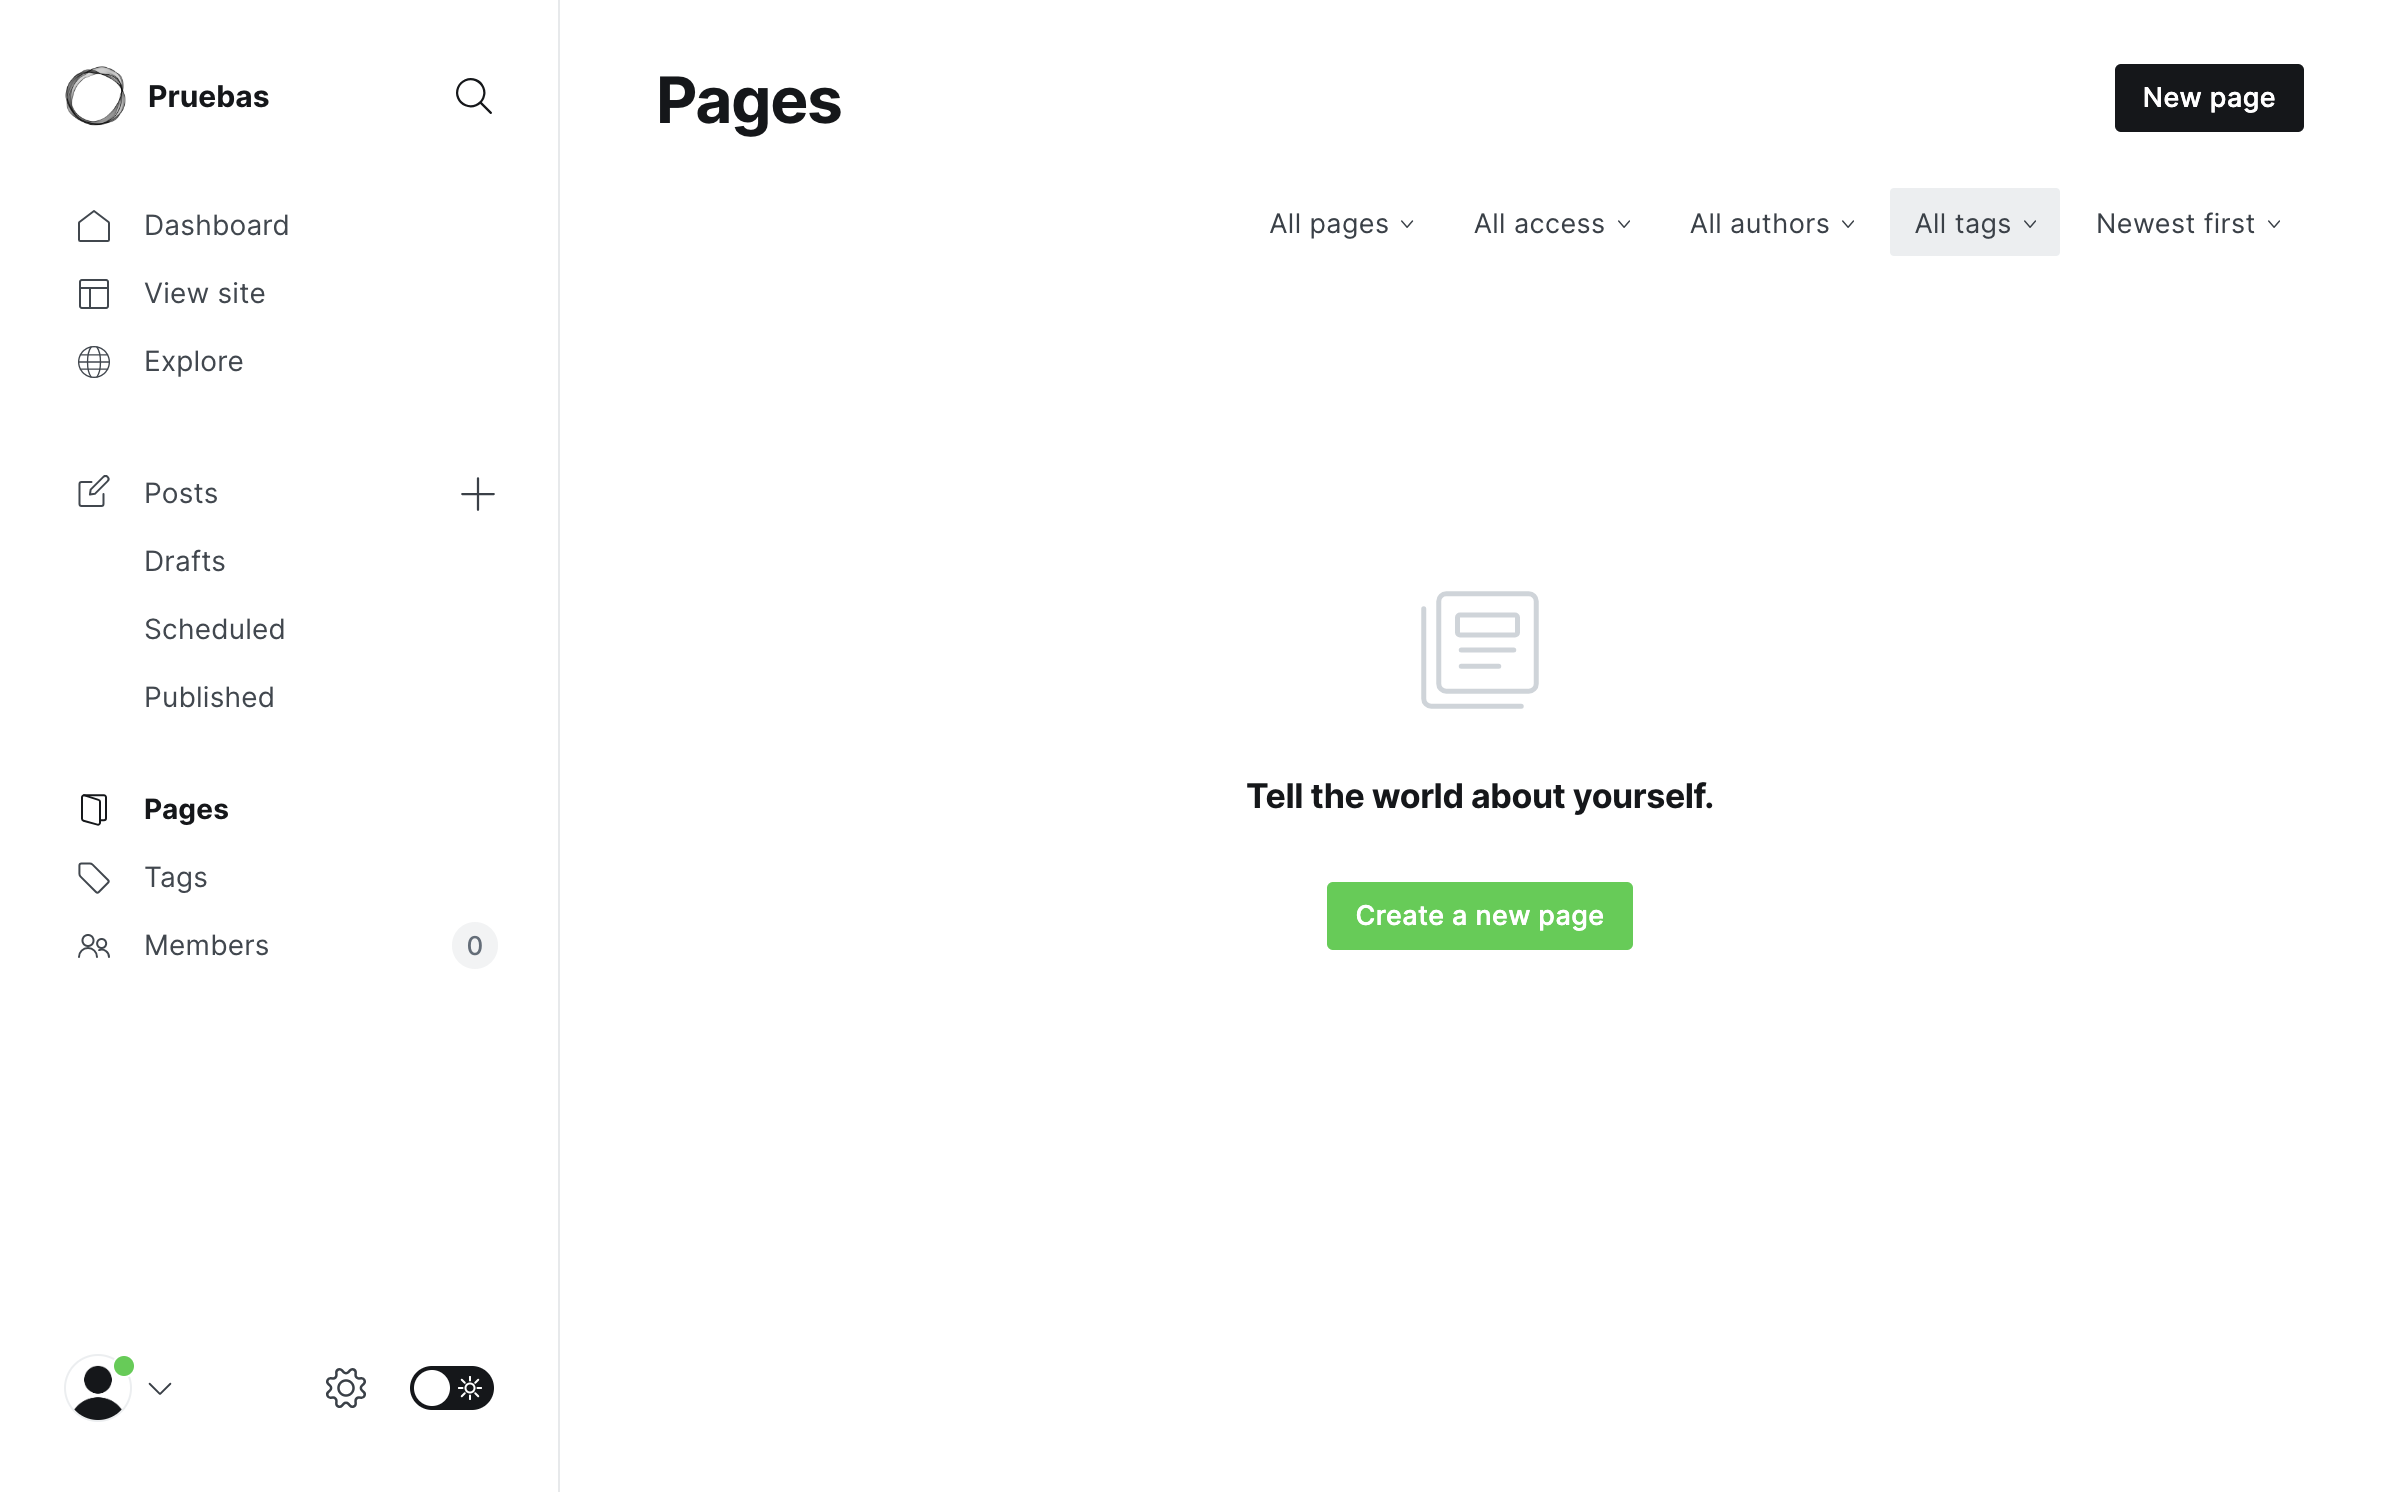 Pruebas
Dashboard
View site
Explore
Posts
Drafts
Scheduled
Published
Pages
Tags
Members 0
Pages
New page
All pages All access All authors All tags Newest first
Tell the world about yourself.
Create a new page